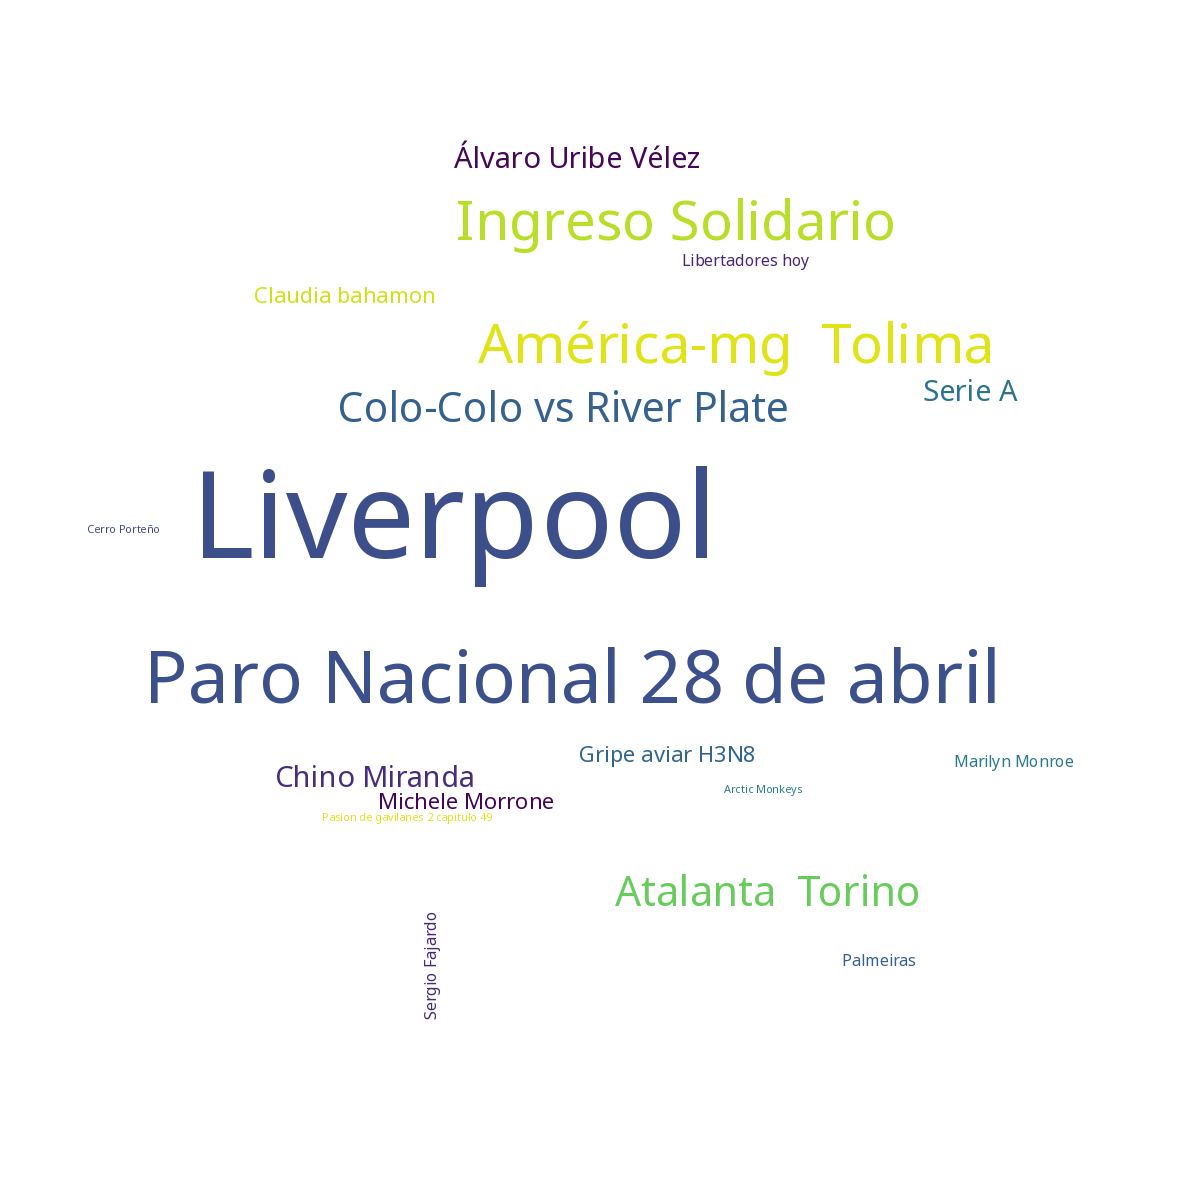 Álvaro Uribe Vélez
Ingreso Solidario
Libertadores hoy
Claudia bahamon
América-mg Tolima
Serie A
Colo-Colo vs River Plate
Liverpool
Cerro Porteño
Paro Nacional 28 de abril
Gripe aviar H3N8
Marilyn Monroe
Chino Miranda
Arctic Monkeys
Michele Morrone
Pasion de gavilanes 2 capitulo 49
Atalanta Torino
Sergio Fajardo
Palmeiras